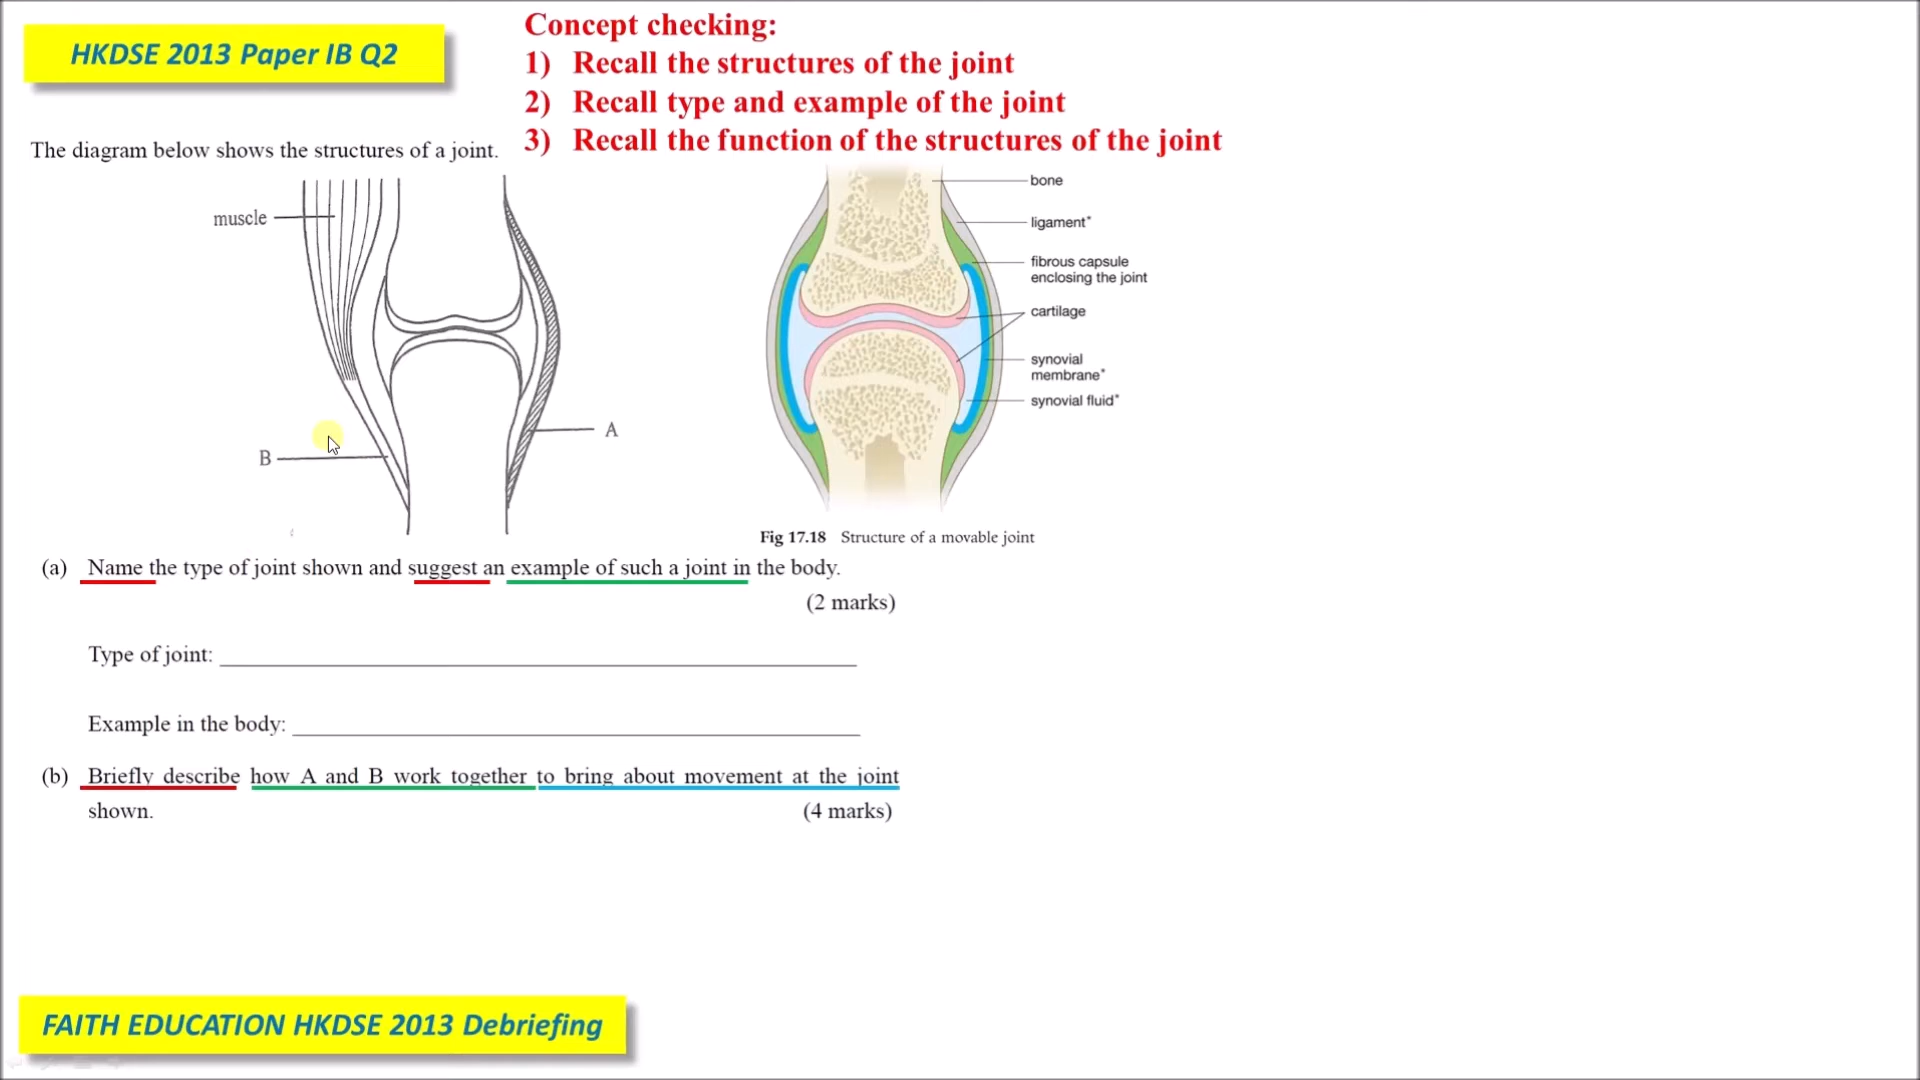 HKDSE 2013 Paper IB Q2
Concept checking:
1) Recall the structures of the joint
2) Recall type and example of the joint
3) Recall the function of the structures of the joint
The diagram below shows the structures of a joint.
muscle
A
B
bone
ligament*
fibrous capsule
enclosing the joint
cartilage
synovial
membrane*
synovial fluid*
Fig 17.18 Structure of a movable joint
(a) Name the type of joint shown and suggest an example of such a joint in the body.
(2 marks)
Type of joint:
Example in the body:
(b) Briefly describe how A and B work together to bring about movement at the joint
shown. (4 marks)
FAITH EDUCATION HKDSE 2013 Debriefing